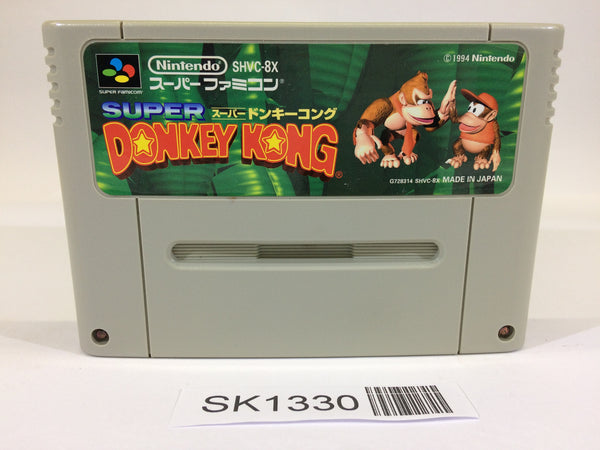 Nintendo SHVC-8X
© 1994 Nintendo
SUPER FAMICOM
スーパーファミコン®
SUPER スーパードンキーコング
DONKEY KONG®
G728314 SHVC-8X MADE IN JAPAN
SK1330